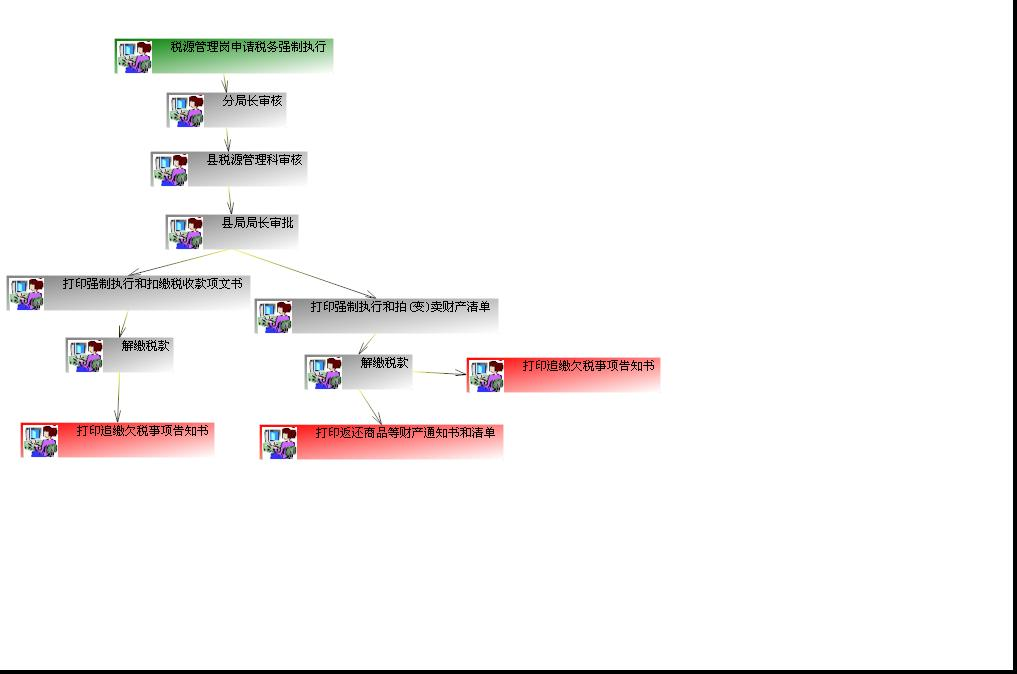 税源管理岗申请税务强制执行
分局长审核
县税源管理科审核
县局局长审批
打印强制执行和扣缴税收款项文书
打印强制执行和拍(变)卖财产清单
解缴税款
解缴税款
打印追缴欠税事项告知书
打印追缴欠税事项告知书
打印返还商品等财产通知书和清单